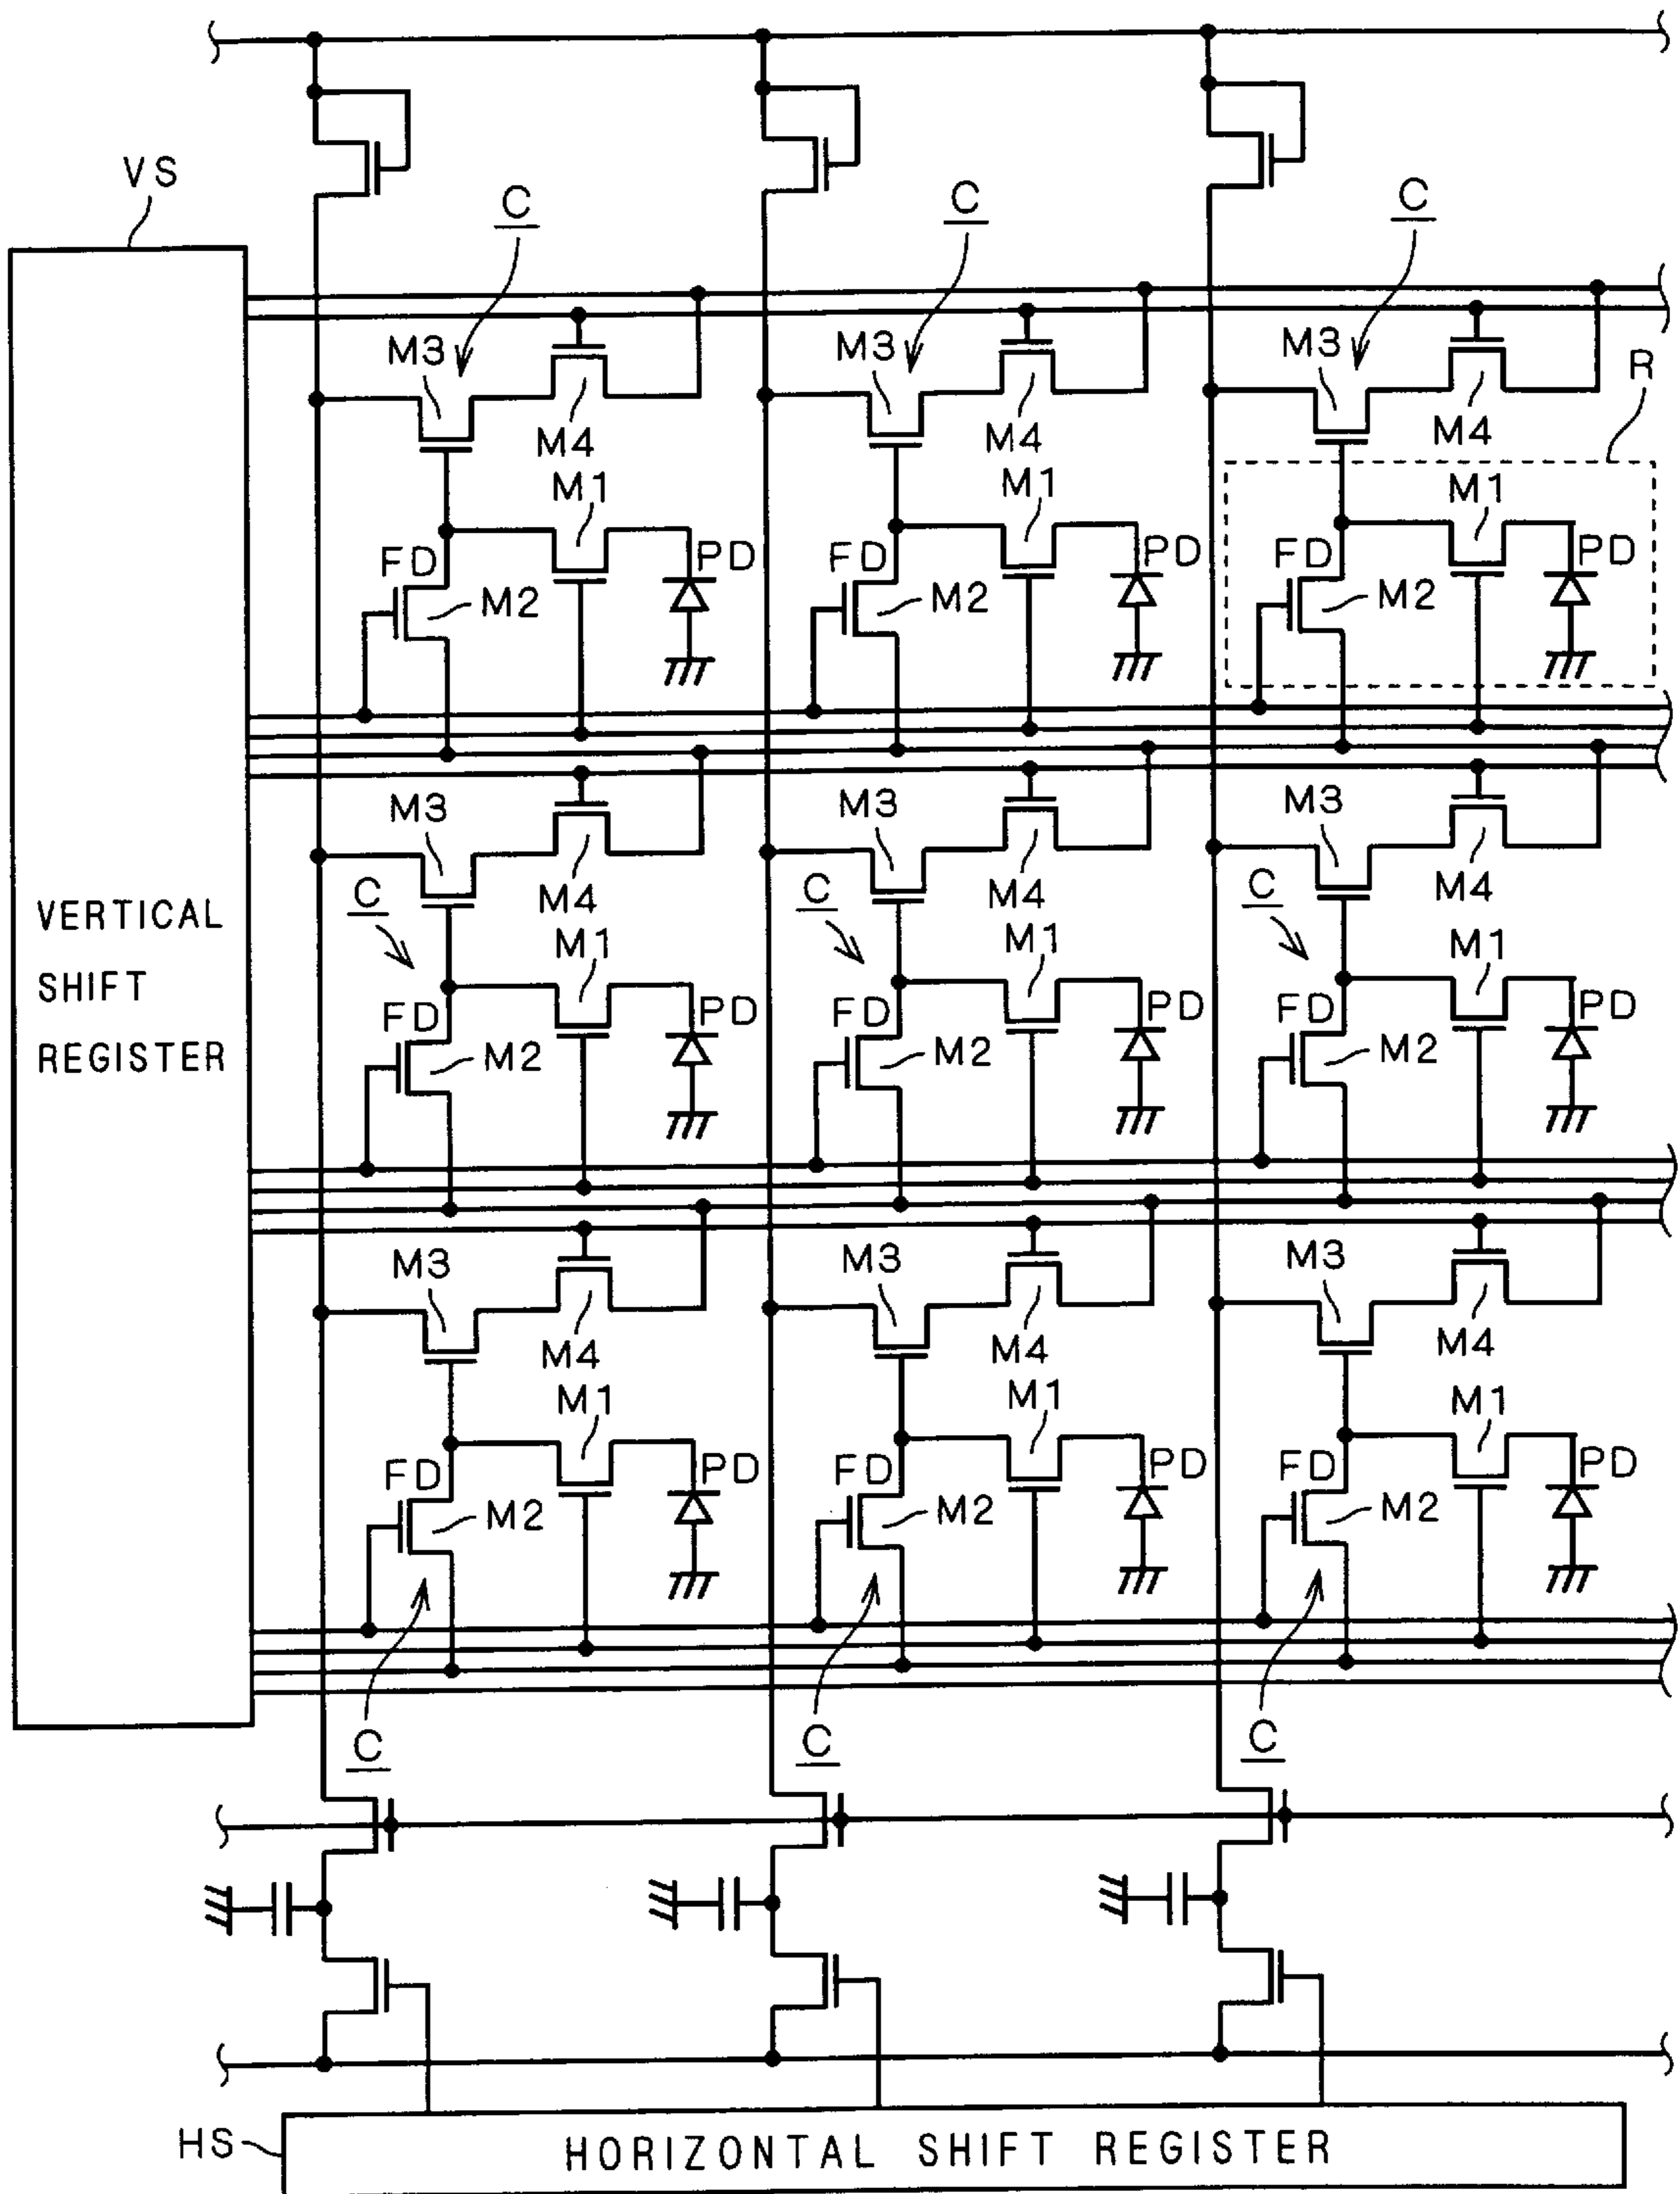 VS
C C C
M3 M3 M3 R
M4 M4 M4
M1 M1 M1
FD PD FD PD FD PD
M2 M2 M2
M3 M3 M3
C M4 C M4 C M4
VERTICAL
SHIFT
REGISTER
M1 M1 M1
FD PD FD PD FD PD
M2 M2 M2
M3 M3 M3
M4 M4 M4
M1 M1 M1
FD PD FD PD FD PD
M2 M2 M2
C C C
HS
HORIZONTAL SHIFT REGISTER